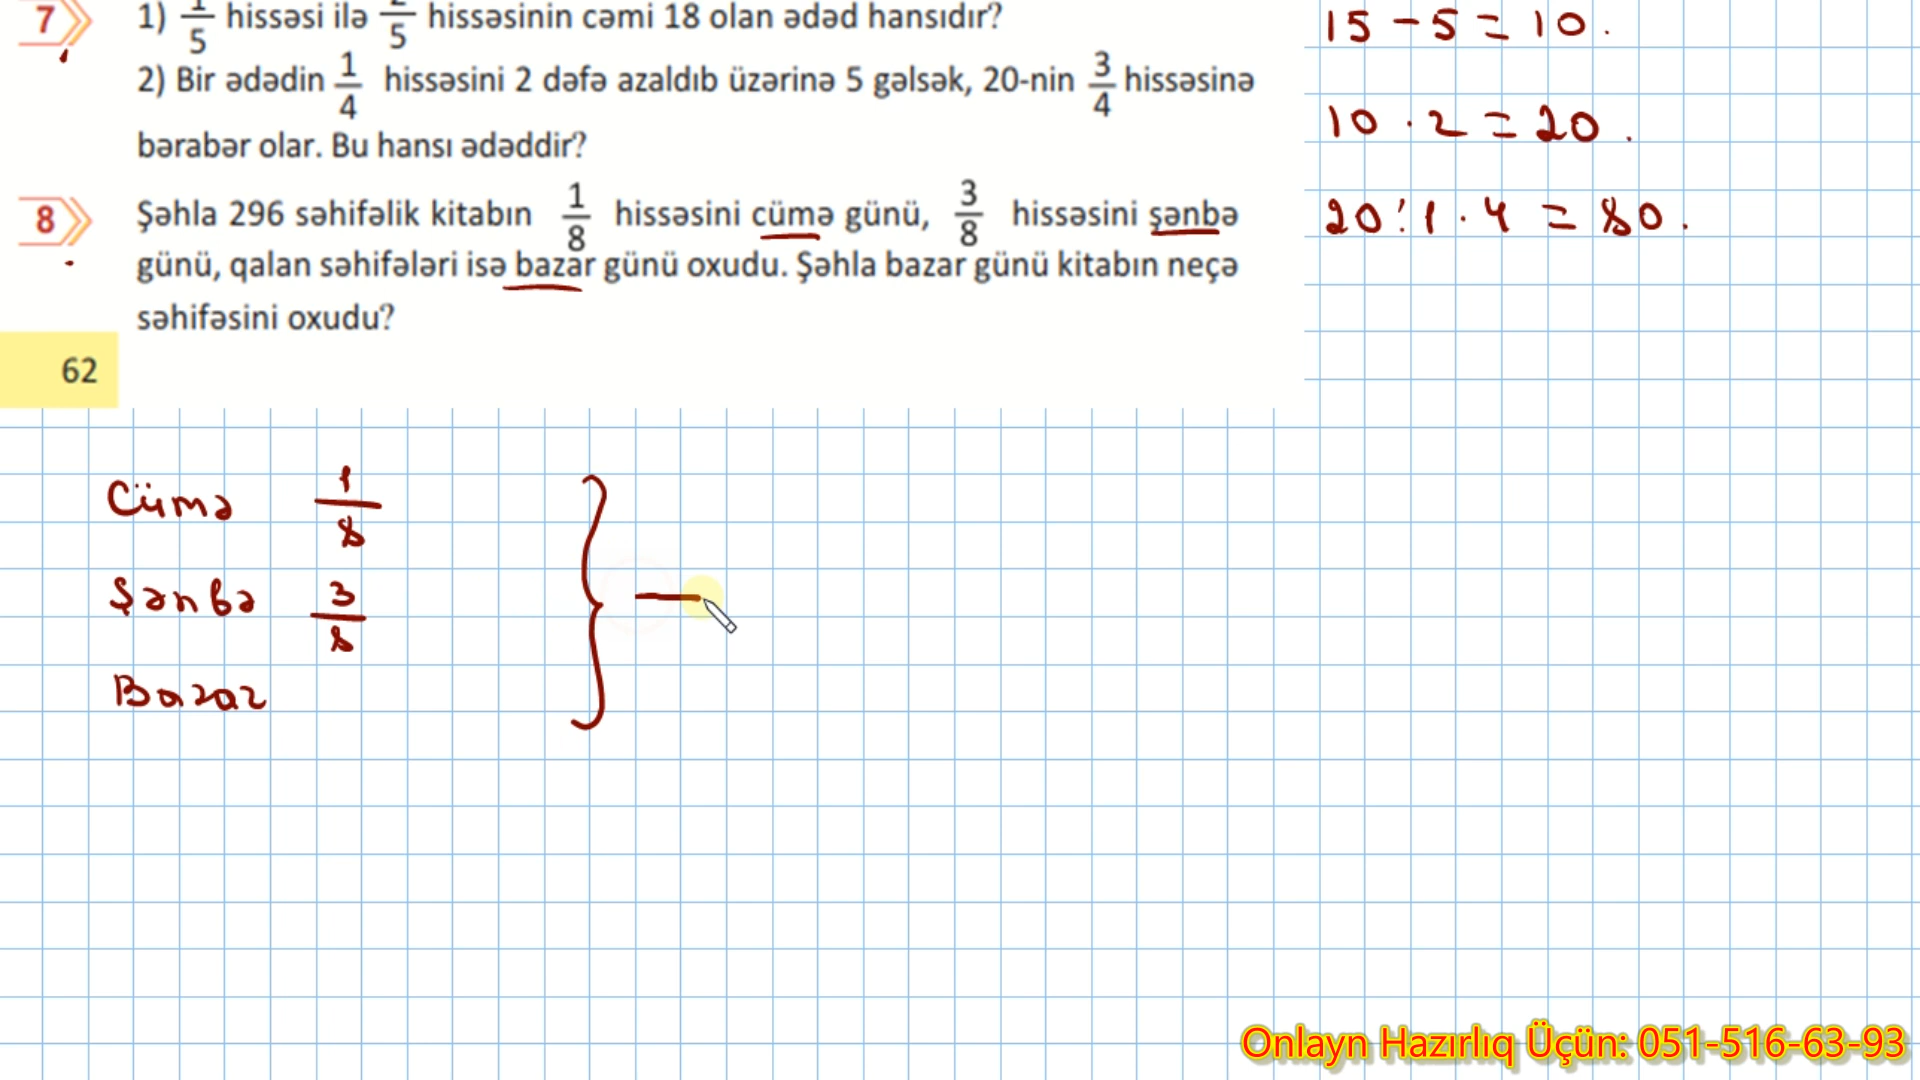 7
1) 1/5 hissəsi ilə 2/5 hissəsinin cəmi 18 olan ədəd hansıdır?
2) Bir ədədin 1/4 hissəsini 2 dəfə azaldıb üzərinə 5 gəlsək, 20-nin 3/4 hissəsinə
bərabər olar. Bu hansı ədəddir?
8
Şəhla 296 səhifəlik kitabın 1/8 hissəsini cümə günü, 3/8 hissəsini şənbə
günü, qalan səhifələri isə bazar günü oxudu. Şəhla bazar günü kitabın neçə
səhifəsini oxudu?
62
15 - 5 = 10.
10 · 2 = 20.
20 : 1 · 4 = 80.
Cümə 1/8
Şənbə 3/8
Bazar
Onlayn Hazırlıq Üçün: 051-516-63-93